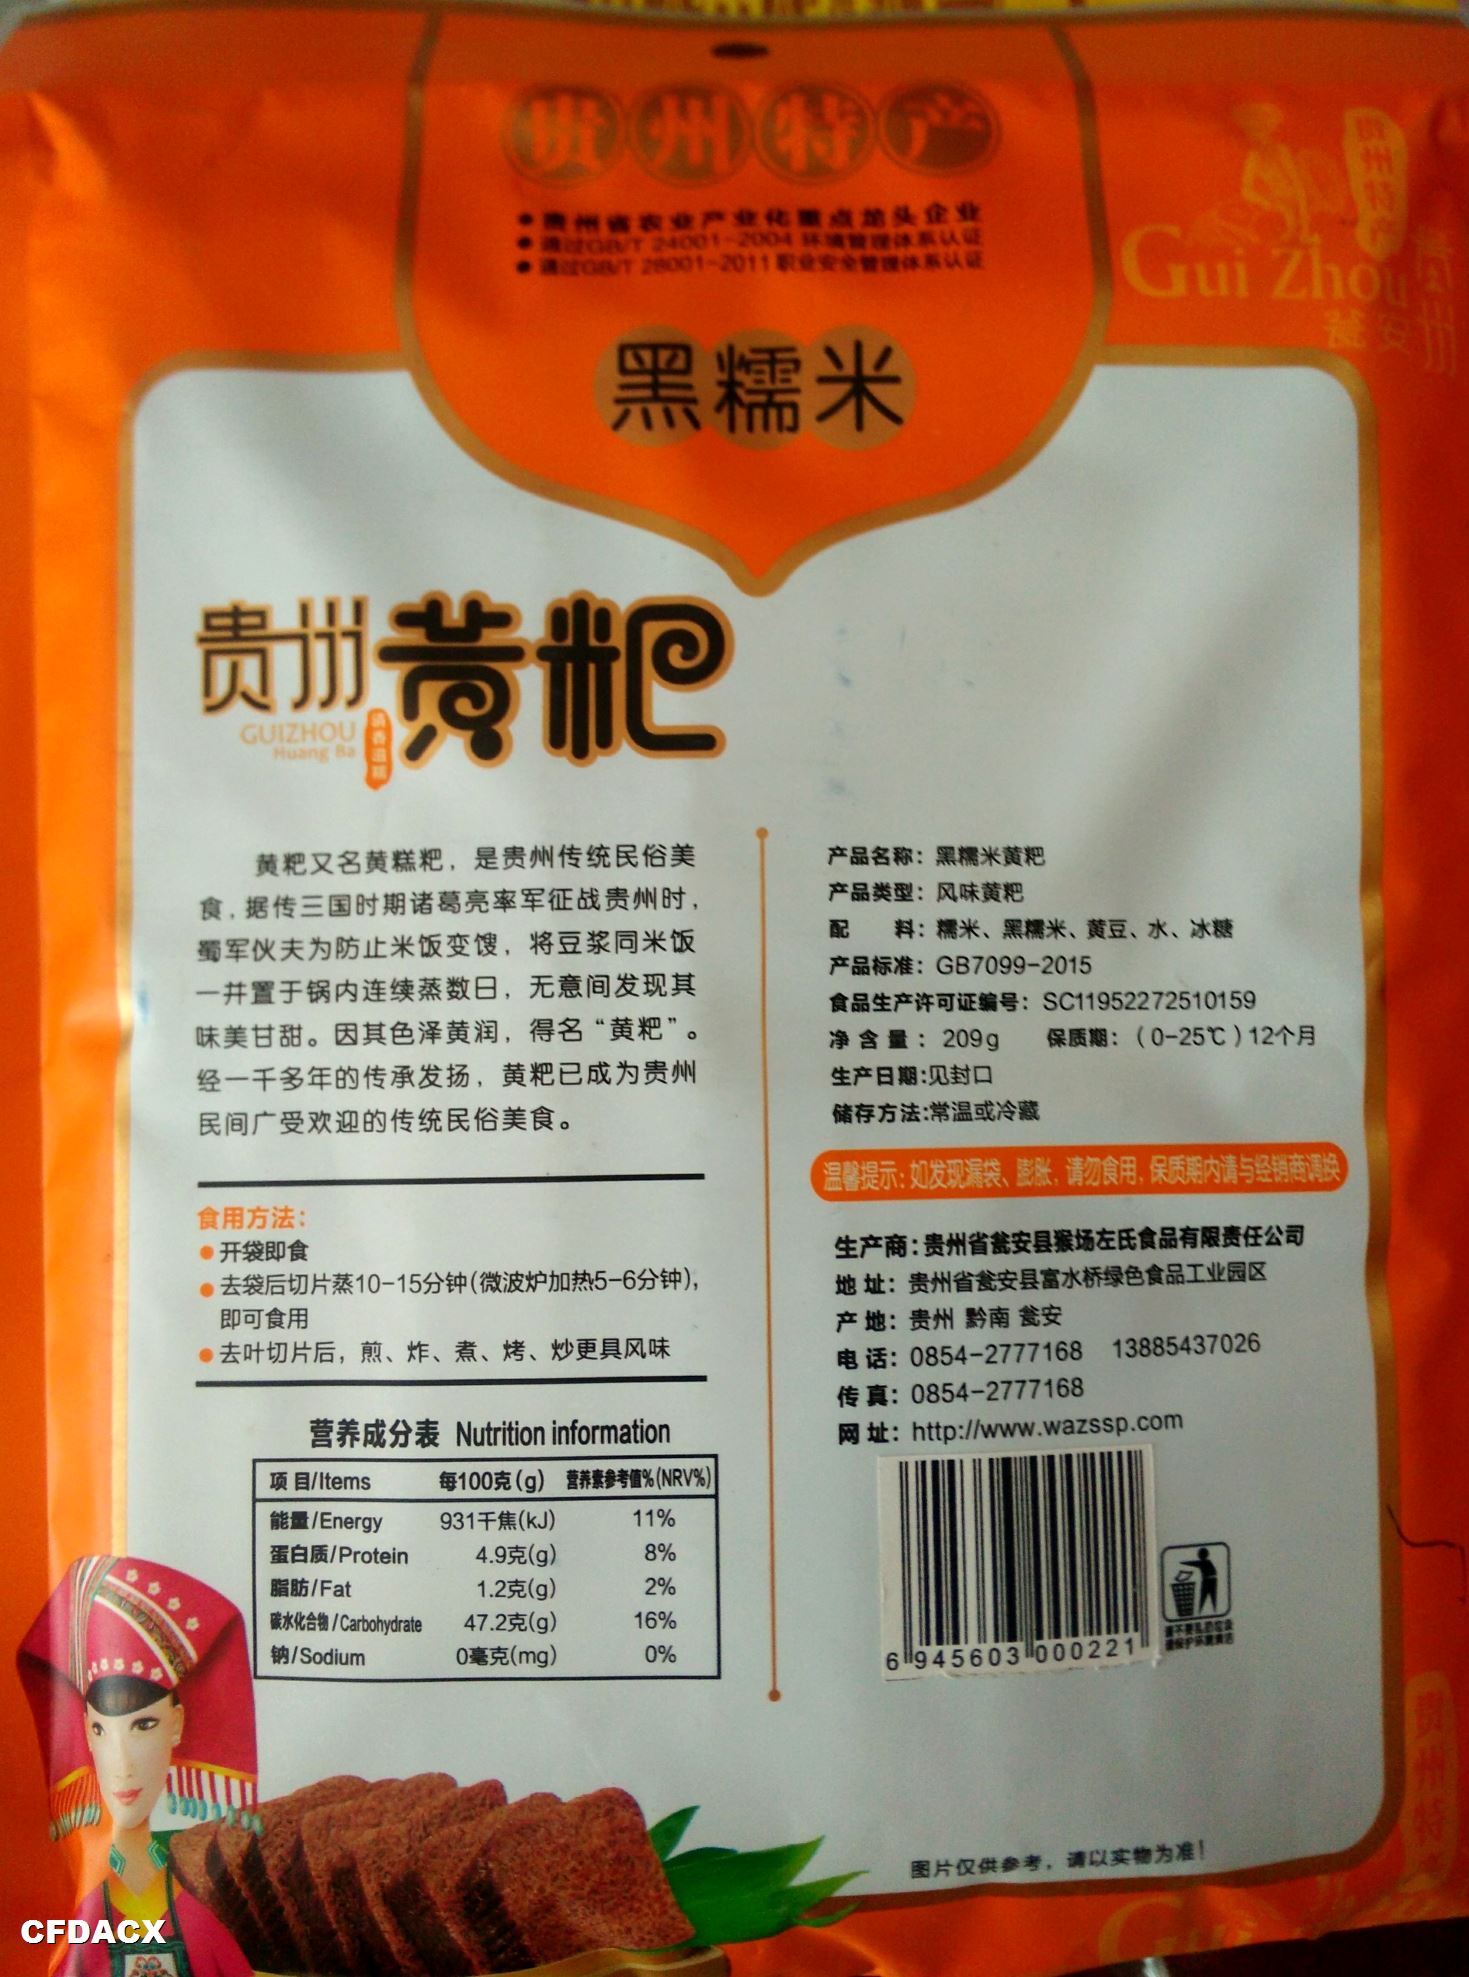 贵州特产
● 贵州省农业产业化重点龙头企业
● 通过GB/T 24001-2004 环境管理体系认证
● 通过GB/T 28001-2011 职业安全管理体系认证
Gui Zhou
贵州
瓮安
黑糯米
贵州黄粑
GUIZHOU
Huang Ba
黄粑又名黄糕粑，是贵州传统民俗美
食，据传三国时期诸葛亮率军征战贵州时，
蜀军伙夫为防止米饭变馊，将豆浆同米饭
一并置于锅内连续蒸数日，无意间发现其
味美甘甜。因其色泽黄润，得名“黄粑”。
经一千多年的传承发扬，黄粑已成为贵州
民间广受欢迎的传统民俗美食。
食用方法：
● 开袋即食
● 去袋后切片蒸10-15分钟(微波炉加热5-6分钟)，
即可食用
● 去叶切片后，煎、炸、煮、烤、炒更具风味
营养成分表 Nutrition information
项 目/Items 每100克(g) 营养素参考值%(NRV%)
能量/Energy 931千焦(kJ) 11%
蛋白质/Protein 4.9克(g) 8%
脂肪/Fat 1.2克(g) 2%
碳水化合物/Carbohydrate 47.2克(g) 16%
钠/Sodium 0毫克(mg) 0%
产品名称：黑糯米黄粑
产品类型：风味黄粑
配 料：糯米、黑糯米、黄豆、水、冰糖
产品标准：GB7099-2015
食品生产许可证编号：SC11952272510159
净 含 量：209g 保质期：（0-25℃）12个月
生产日期:见封口
储存方法:常温或冷藏
温馨提示：如发现漏袋、膨胀，请勿食用，保质期内请与经销商调换
生产商：贵州省瓮安县猴场左氏食品有限责任公司
地 址：贵州省瓮安县富水桥绿色食品工业园区
产 地：贵州 黔南 瓮安
电 话：0854-2777168 13885437026
传 真：0854-2777168
网 址：http://www.wazssp.com
6 945603 000221
图片仅供参考，请以实物为准！
贵州特
Gui
CFDACX